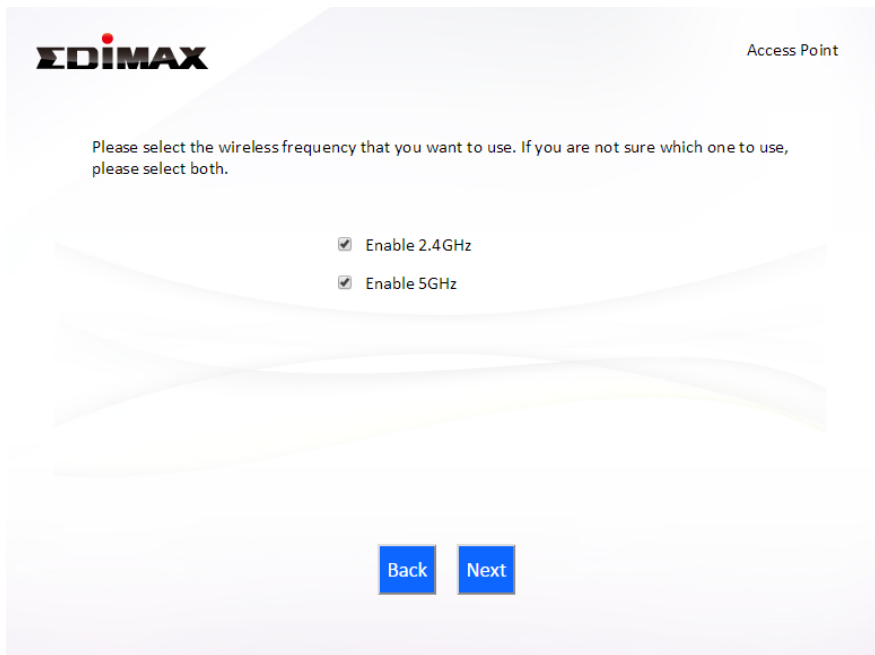 EDIMAX
Access Point
Please select the wireless frequency that you want to use. If you are not sure which one to use,
please select both.
Enable 2.4GHz
Enable 5GHz
Back
Next